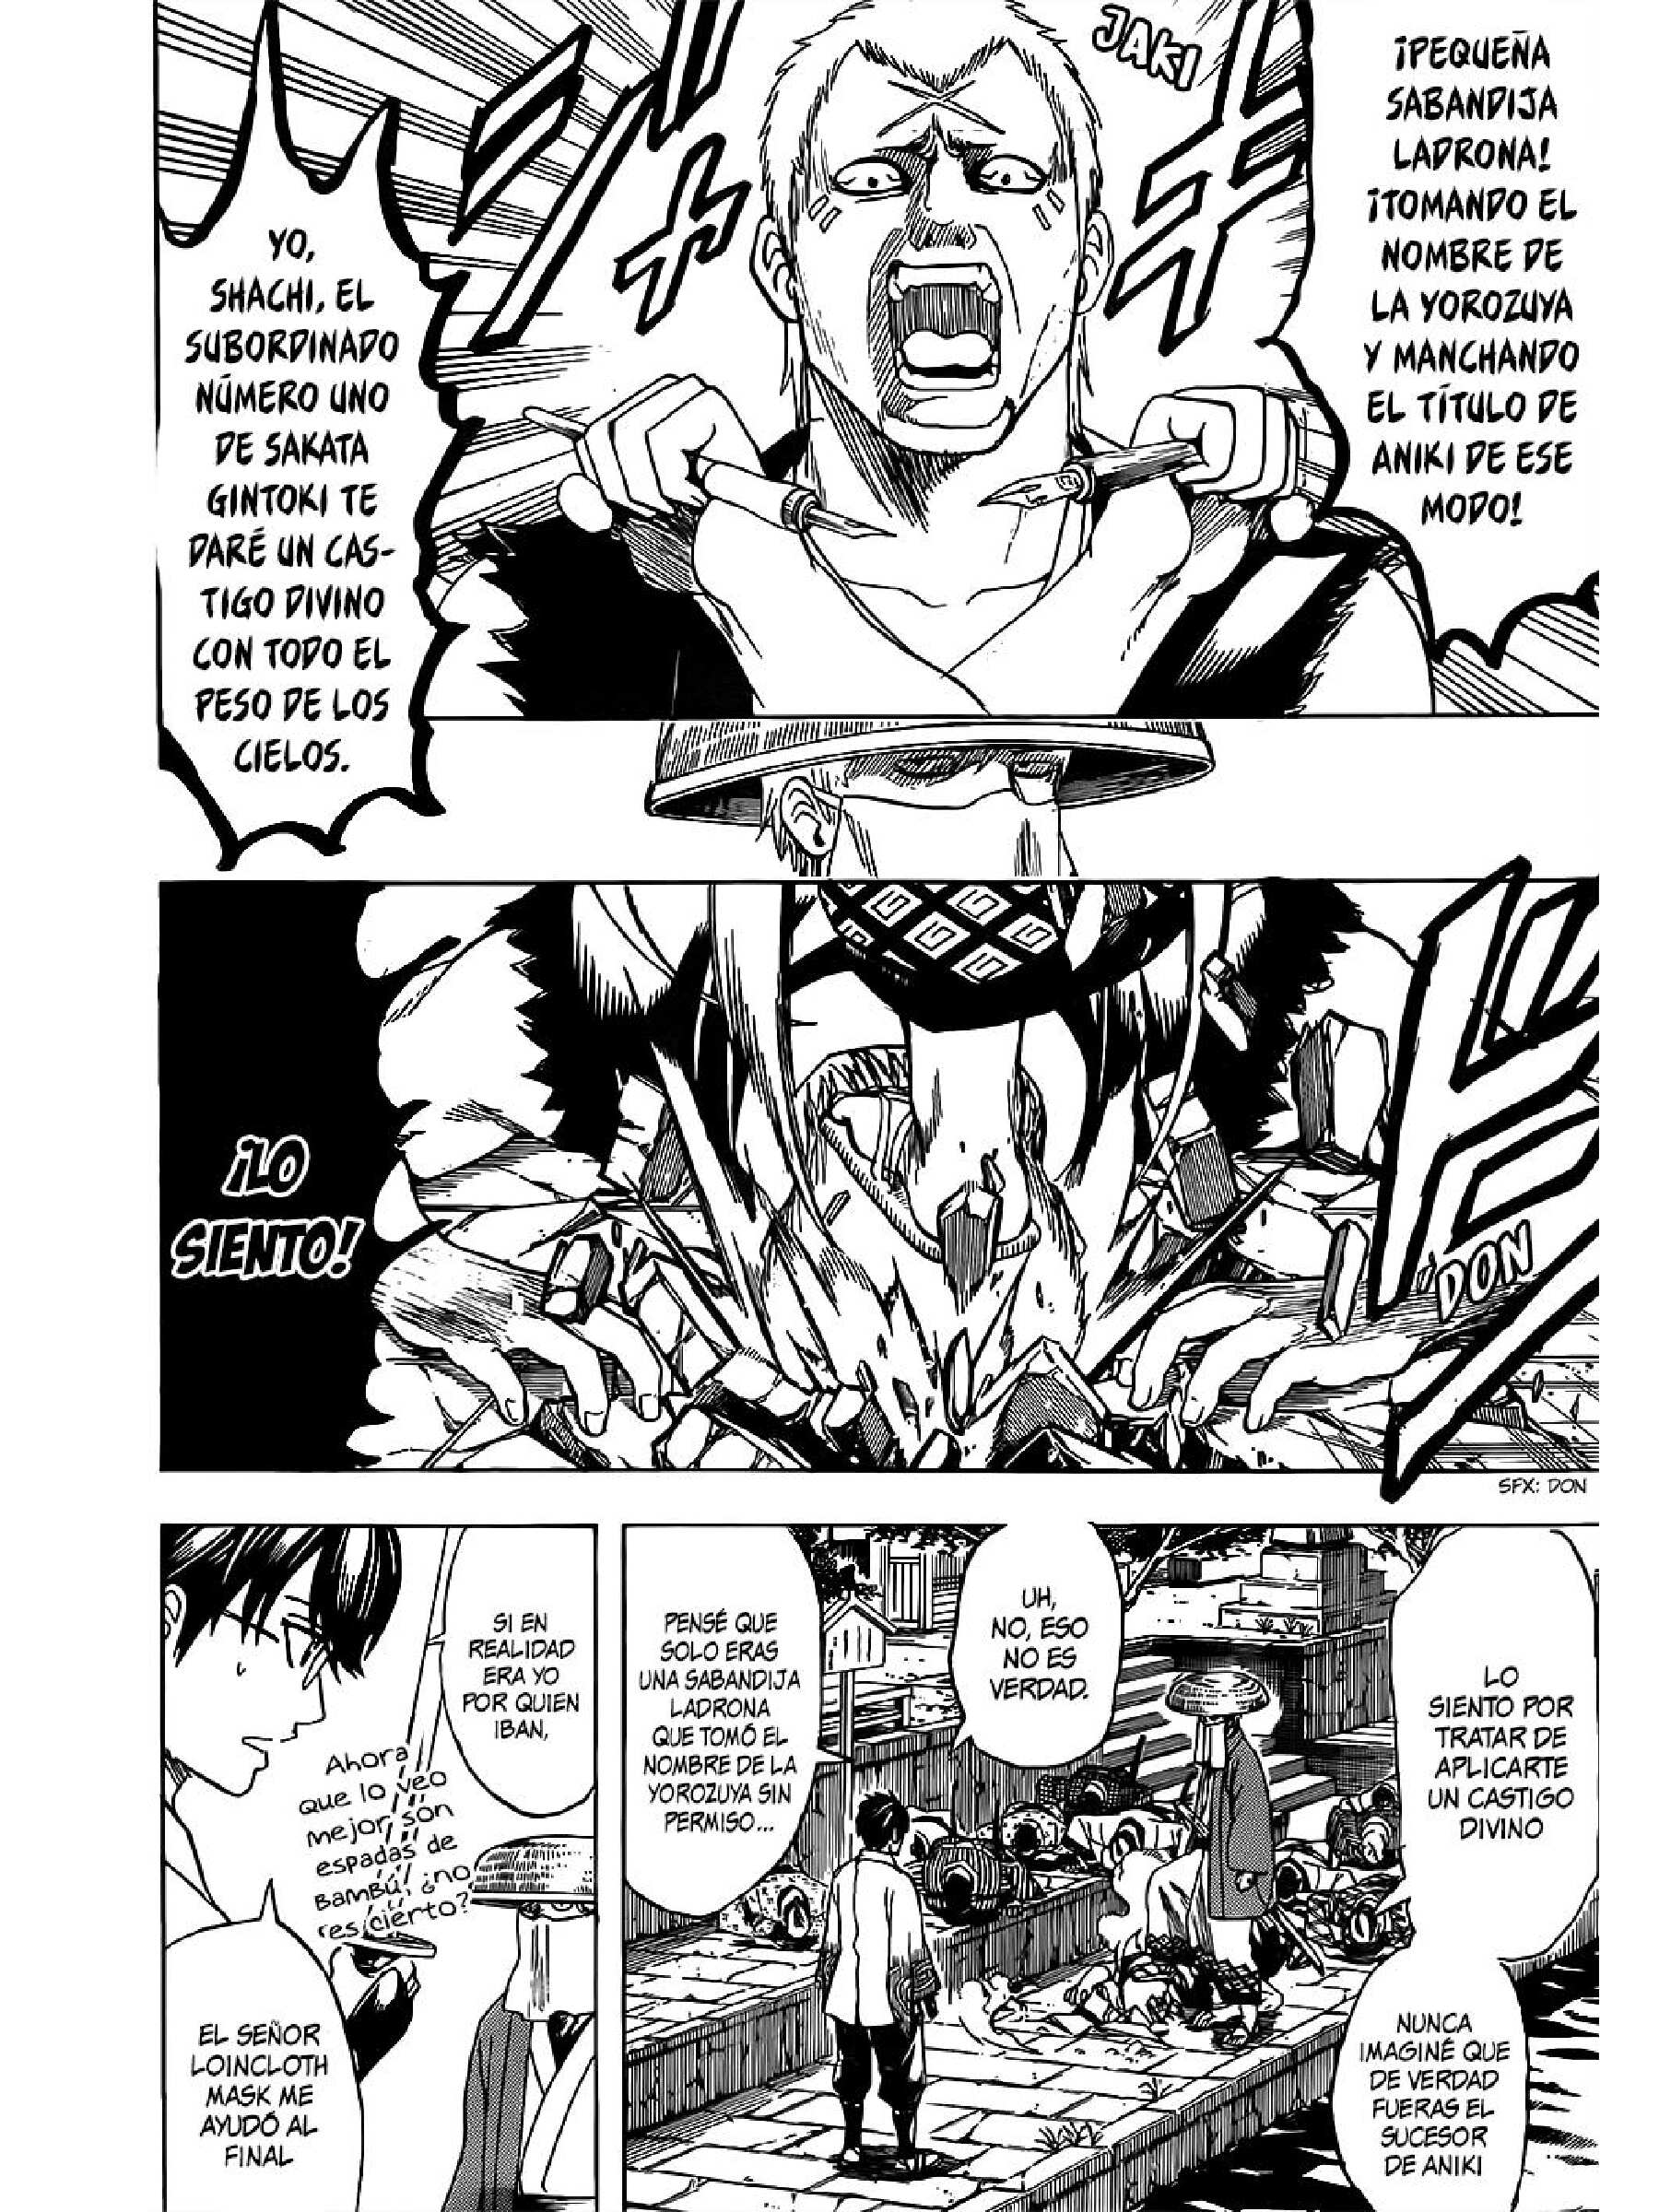 ¡PEQUEÑA
SABANDIJA
LADRONA!
¡TOMANDO EL
NOMBRE DE
LA YOROZUYA
Y MANCHANDO
EL TÍTULO DE
ANIKI DE ESE
MODO!
JAKI
ジャキ
YO,
SHACHI, EL
SUBORDINADO
NÚMERO UNO
DE SAKATA
GINTOKI TE
DARÉ UN CAS-
TIGO DIVINO
CON TODO EL
PESO DE LOS
CIELOS.
DON
¡LO
SIENTO!
SFX: DON
LO
SIENTO POR
TRATAR DE
APLICARTE
UN CASTIGO
DIVINO
NUNCA
IMAGINÉ QUE
DE VERDAD
FUERAS EL
SUCESOR
DE ANIKI
UH,
NO, ESO
NO ES
VERDAD.
PENSÉ QUE
SOLO ERAS
UNA SABANDIJA
LADRONA
QUE TOMÓ EL
NOMBRE DE LA
YOROZUYA SIN
PERMISO...
SI EN
REALIDAD
ERA YO
POR QUIEN
IBAN,
Ahora
que lo veo
mejor, son
espadas de
Bambú, ¿no
es cierto?
EL SEÑOR
LOINCLOTH
MASK ME
AYUDÓ AL
FINAL